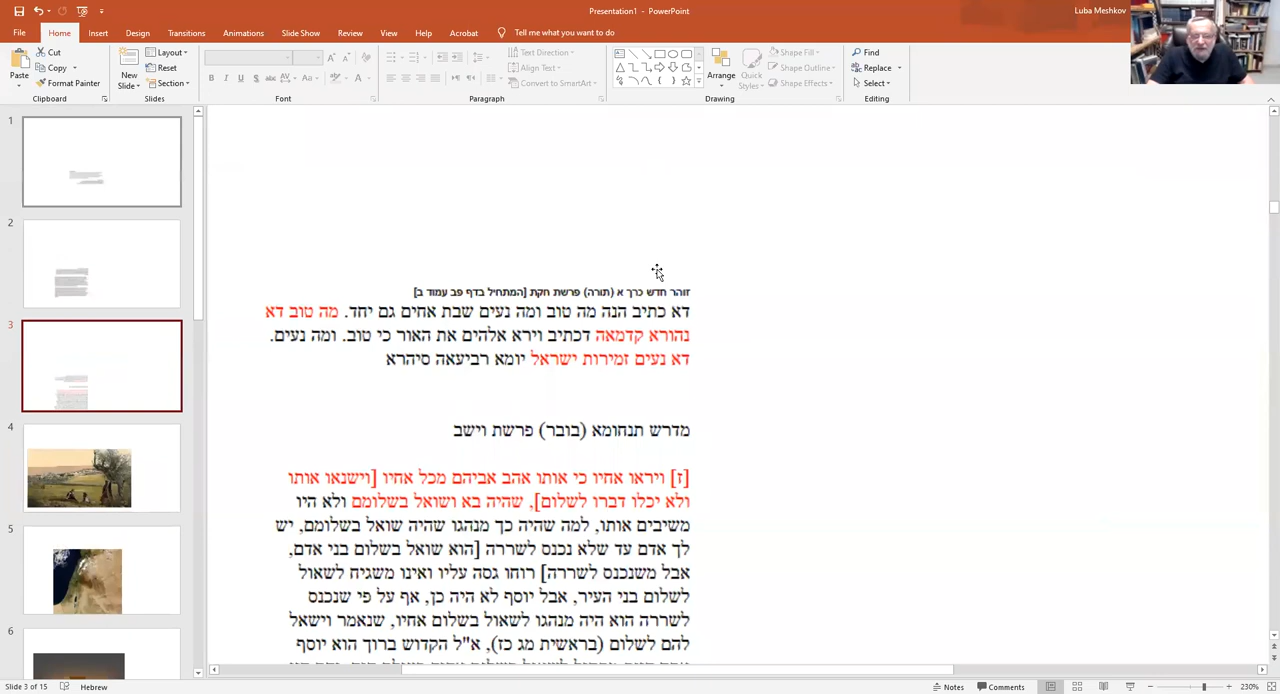 Presentation1 - PowerPoint
Luba Meshkov
File Home Insert Design Transitions Animations Slide Show Review View Help Acrobat Tell me what you want to do
Paste
Cut
Copy
Format Painter
Clipboard
New Slide
Layout
Reset
Section
Slides
Font
Text Direction
Align Text
Convert to SmartArt
Paragraph
Arrange
Quick Styles
Shape Fill
Shape Outline
Shape Effects
Drawing
Find
Replace
Select
Editing
1
2
3
4
5
6
זוהר חדש כרך א (תורה) פרשת חקת [המתחיל בדף פב עמוד ב]
דא כתיב הנה מה טוב ומה נעים שבת אחים גם יחד. מה טוב דא
נהורא קדמאה דכתיב וירא אלהים את האור כי טוב. ומה נעים.
דא נעים זמירות ישראל יומא רביעאה סיהרא
מדרש תנחומא (בובר) פרשת וישב
[ז] ויראו אחיו כי אותו אהב אביהם מכל אחיו [וישנאו אותו
ולא יכלו דברו לשלום], שהיה בא ושואל בשלומם ולא היו
משיבים אותו, למה שהיה כך מנהגו שהיה שואל בשלומם, יש
לך אדם עד שלא נכנס לשררה [הוא שואל בשלום בני אדם,
אבל משנכנס לשררה] רוחו גסה עליו ואינו משגיח לשאול
לשלום בני העיר, אבל יוסף לא היה כן, אף על פי שנכנס
לשררה הוא היה מנהגו לשאול בשלום אחיו, שנאמר וישאל
להם לשלום (בראשית מג כז), א"ל הקדוש ברוך הוא יוסף
Slide 3 of 15
Hebrew
Notes
Comments
230%